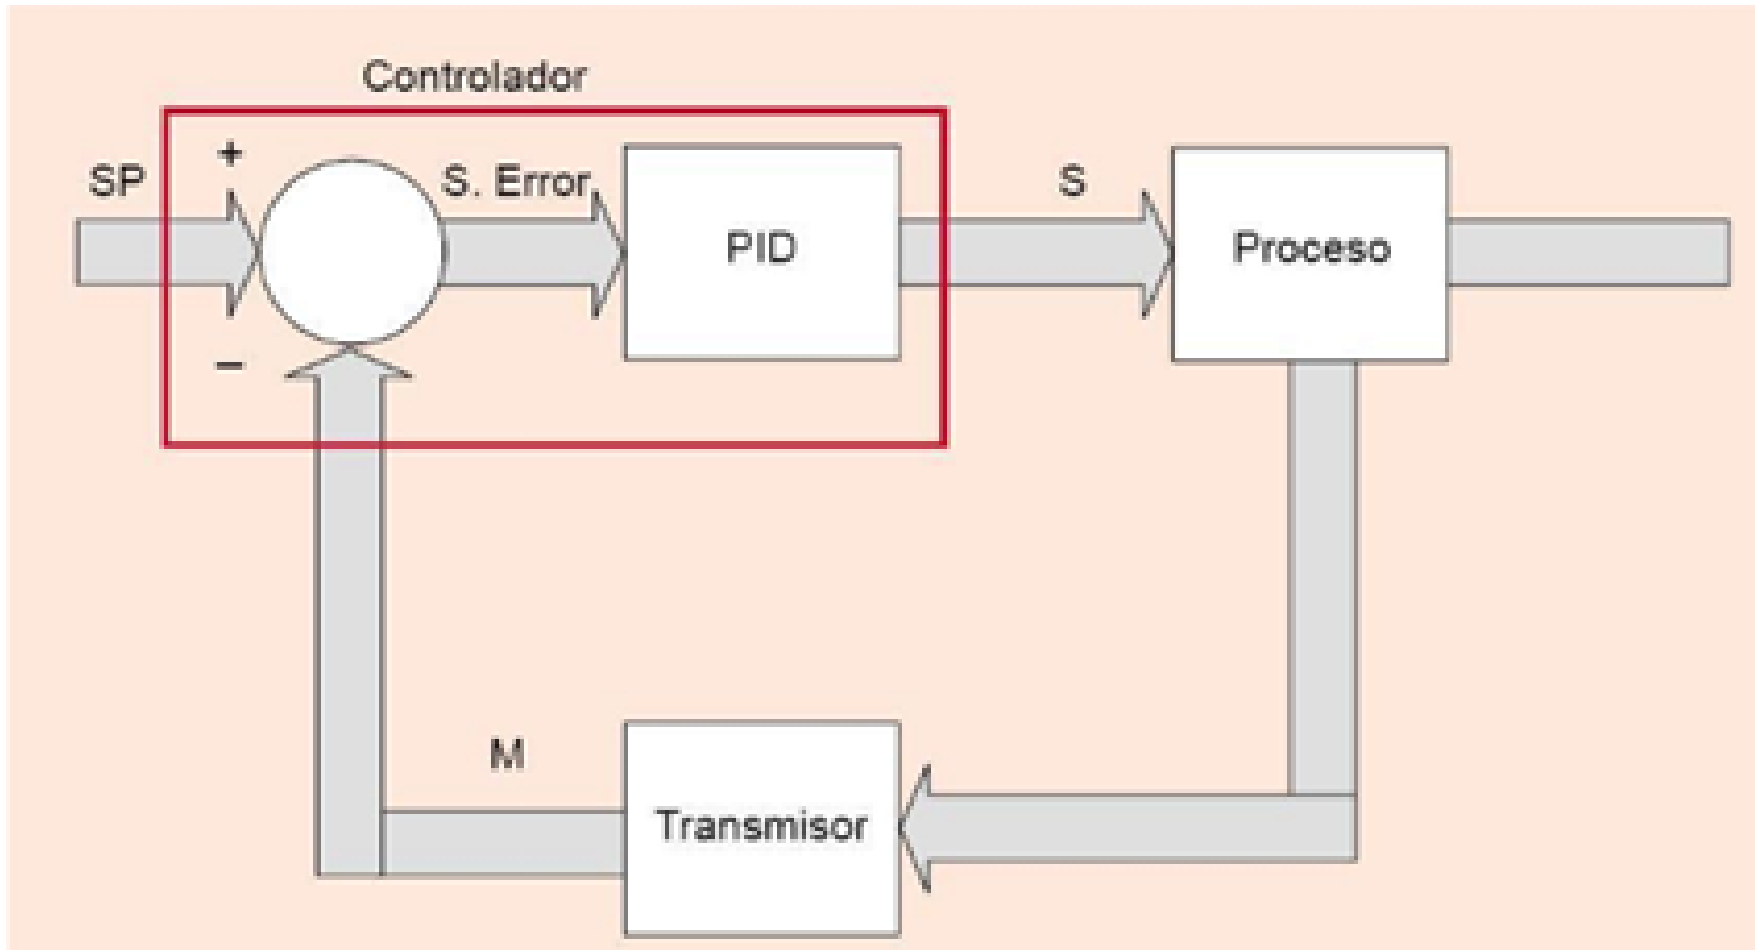 Controlador
SP
+
S. Error
PID
S
Proceso
−
M
Transmisor